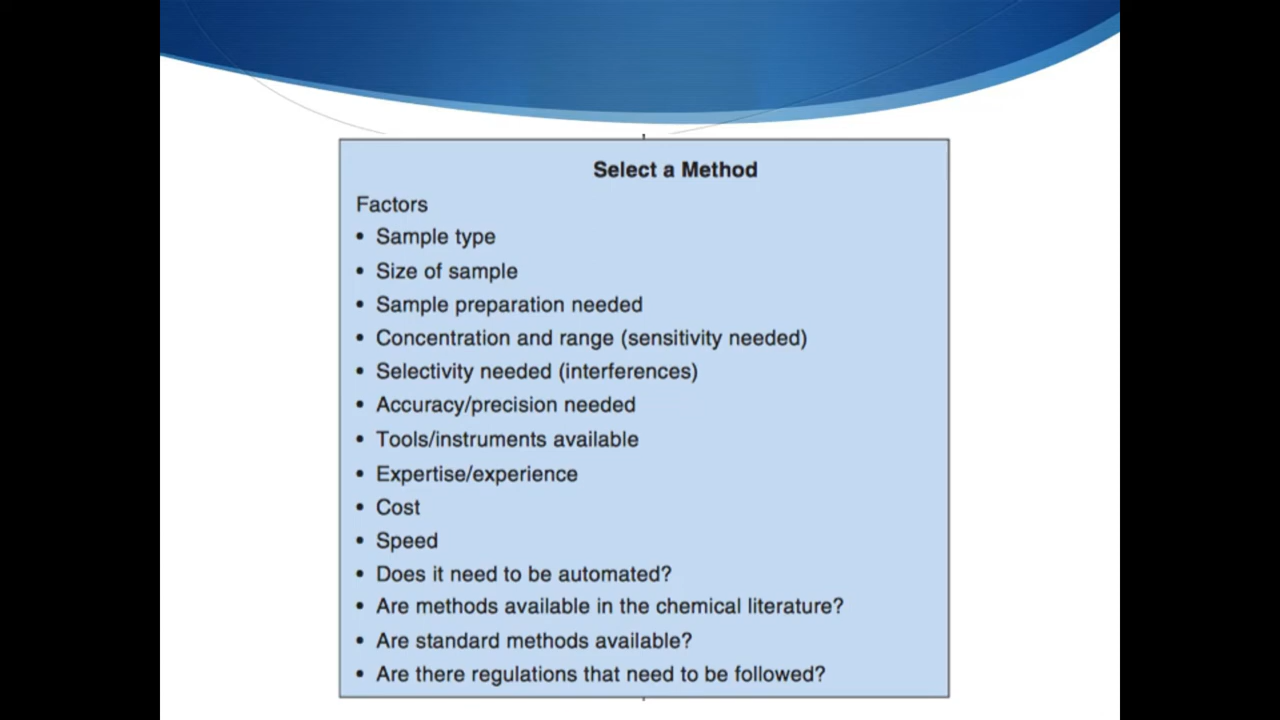 Select a Method
Factors
• Sample type
• Size of sample
• Sample preparation needed
• Concentration and range (sensitivity needed)
• Selectivity needed (interferences)
• Accuracy/precision needed
• Tools/instruments available
• Expertise/experience
• Cost
• Speed
• Does it need to be automated?
• Are methods available in the chemical literature?
• Are standard methods available?
• Are there regulations that need to be followed?